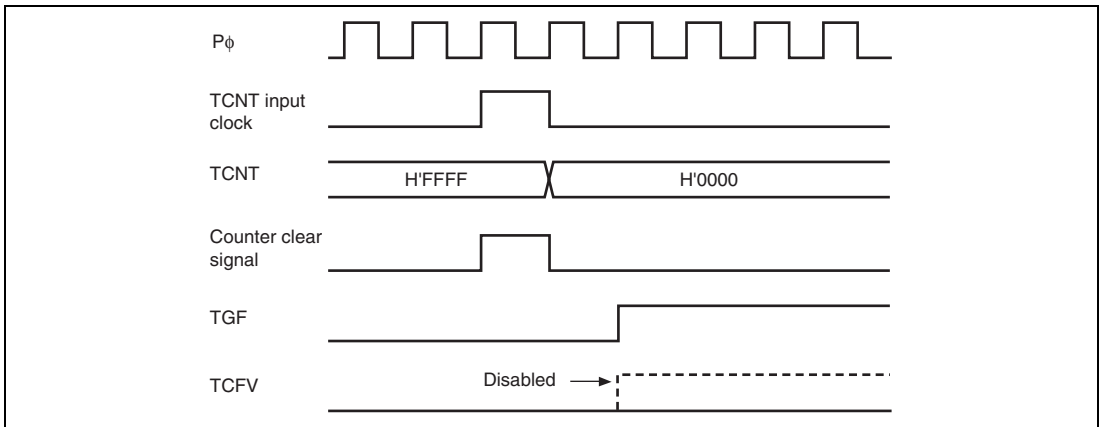 Pϕ
TCNT input
clock
TCNT
H'FFFF
H'0000
Counter clear
signal
TGF
TCFV
Disabled